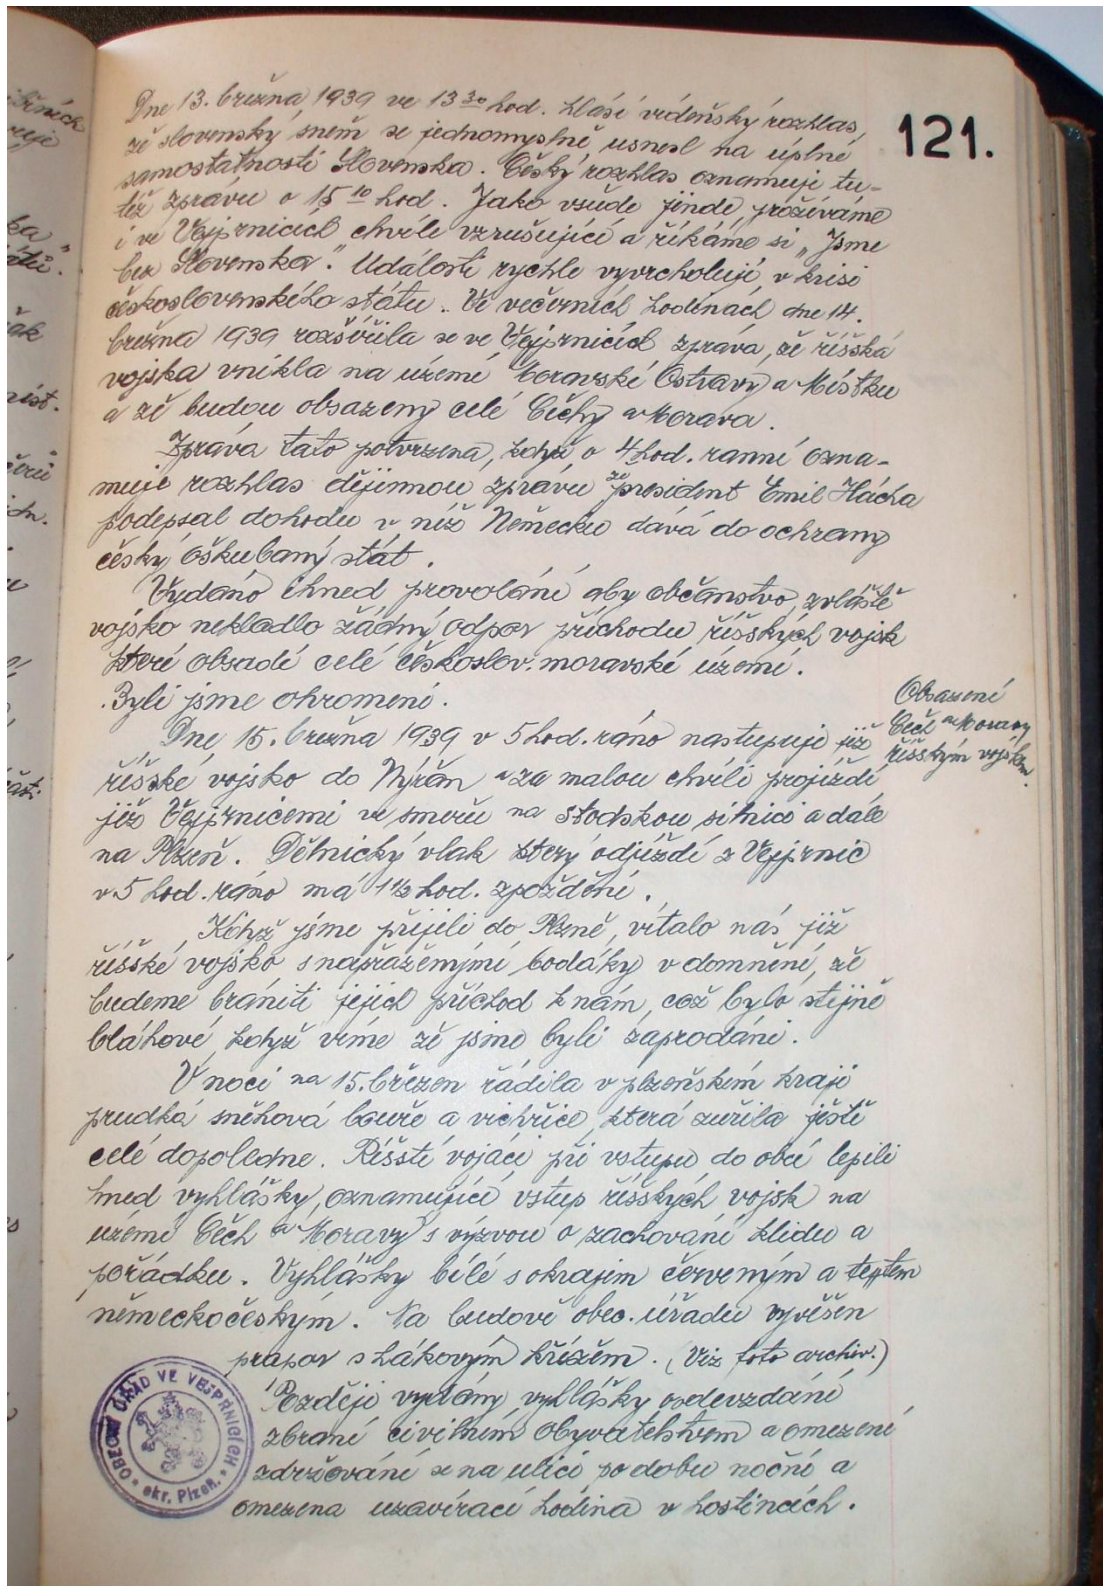 121.
Dne 13. března 1939 ve 13 30 hod. hlásí vídeňský rozhlas,
že slovenský sněm se jednomyslně usnesl na úplné
samostatnosti Slovenska. Český rozhlas oznamuje tu-
též zprávu o 15 10 hod. Jako všude jinde, prožíváme
i ve Vejprnicích chvíle vzrušující a říkáme si „Jsme
bez Slovenska". Události rychle vyvrcholují, v krisi
československého státu. Ve večerních hodinách dne 14.
března 1939 rozšířila se ve Vejprnicích zpráva, že říšská
vojska vnikla na území Moravské Ostravy a Místku
a že budou obsazeny celé Čechy a Morava.
Zpráva tato potvrzena, když o 4 hod. ranní ozna-
muje rozhlas dějinnou zprávu že president Emil Hácha
podepsal dohodu v níž Německu dává do ochrany
český oškubaný stát.
Vydáno ihned provolání aby občanstvo, zvláště
vojsko nekladlo žádný odpor příchodu říšských vojsk
které obsadí celé českoslov. moravské území.
Byli jsme ohromeni.
Obsazení
Čech a Moravy
říšským vojskem.
Dne 15. března 1939 v 5 hod. ráno nastupuje již
říšské vojsko do Nýřan a za malou chvíli projíždí
již Vejprnicemi ve směru na stodskou silnici a dále
na Plzeň. Dělnický vlak který odjíždí z Vejprnic
v 5 hod. ráno má 1 1/2 hod. zpoždění.
Když jsme přijeli do Plzně, vítalo nás již
říšské vojsko s napřaženými bodáky v domnění, že
budeme brániti jejich příchod k nám, což bylo stejně
bláhové, když víme že jsme byli zaprodáni.
V noci na 15. březen řádila v plzeňském kraji
prudká sněhová bouře a vichřice, která zuřila ještě
celé dopoledne. Říšstí vojáci při vstupu do obcí lepili
hned vyhlášky, oznamující vstup říšských vojsk na
území Čech a Moravy s výzvou o zachování klidu a
pořádku. Vyhlášky bílé s okrajem červeným a textem
německočeským. Na budově obec. úřadu vyvěšen
prapor s hákovým křížem. (Viz foto archiv.)
Později vydány vyhlášky o odevzdání
zbraní civilním obyvatelstvem a omezení
zdržování se na ulici po dobu noční a
omezena uzavírací hodina v hostincích.
OBECNÍ ÚŘAD VE VEJPRNICÍCH
okr. Plzeň.